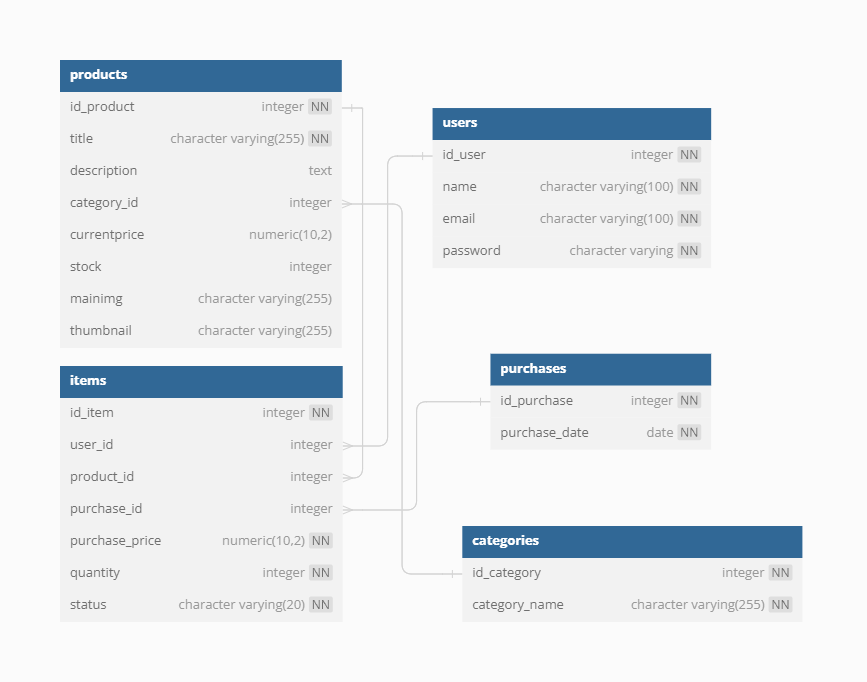 products
id_product integer NN
title character varying(255) NN
description text
category_id integer
currentprice numeric(10,2)
stock integer
mainimg character varying(255)
thumbnail character varying(255)
items
id_item integer NN
user_id integer
product_id integer
purchase_id integer
purchase_price numeric(10,2) NN
quantity integer NN
status character varying(20) NN
users
id_user integer NN
name character varying(100) NN
email character varying(100) NN
password character varying NN
purchases
id_purchase integer NN
purchase_date date NN
categories
id_category integer NN
category_name character varying(255) NN